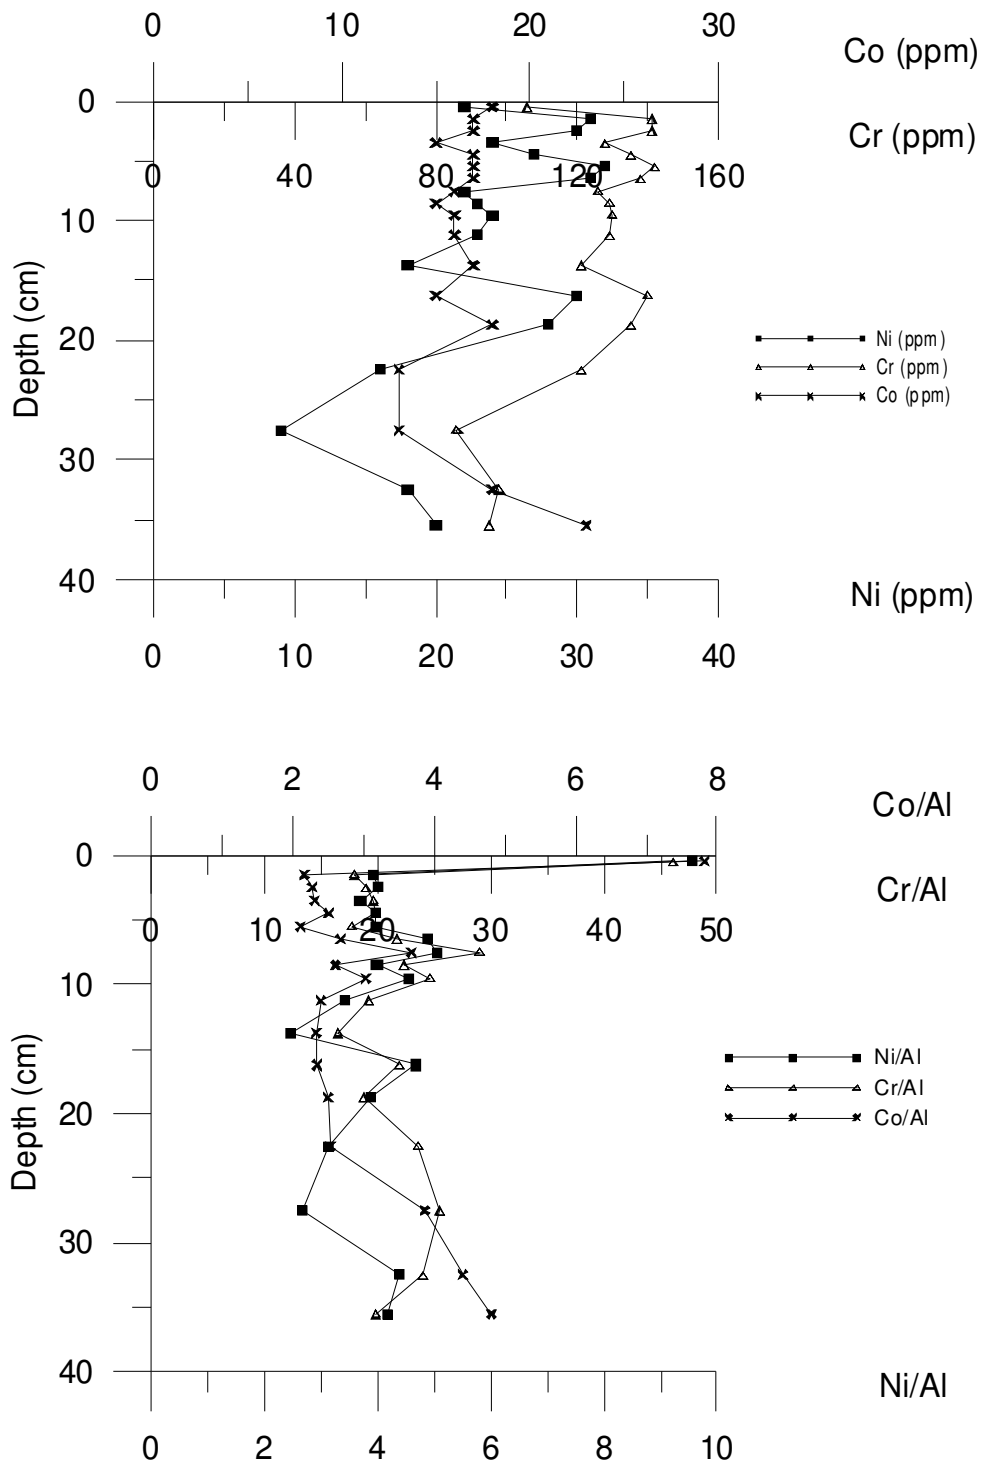 0 10 20 30
Co (ppm)
0
Cr (ppm)
0 40 80 120 160
10
Depth (cm)
20
Ni (ppm)
Cr (ppm)
Co (ppm)
30
40
Ni (ppm)
0 10 20 30 40
0 2 4 6 8
Co/Al
0
Cr/Al
10 20 30 40 50
10
Depth (cm)
Ni/Al
Cr/Al
Co/Al
20
30
40
Ni/Al
0 2 4 6 8 10